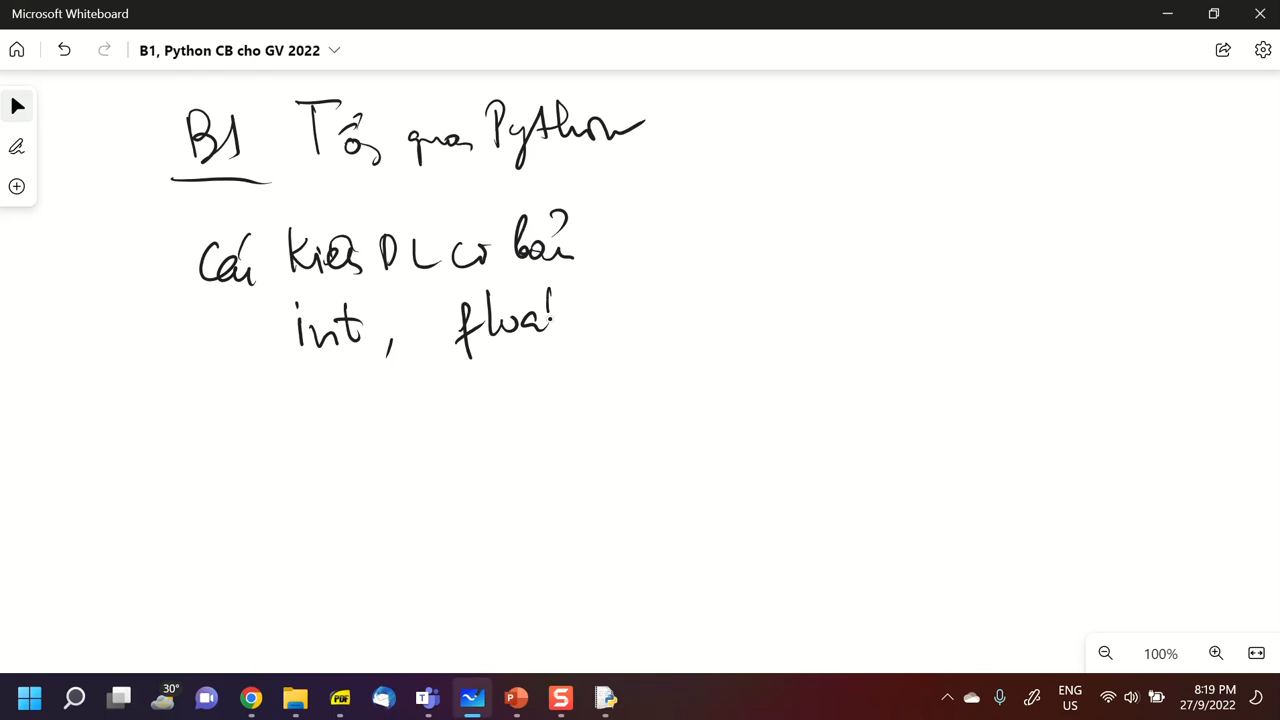 Microsoft Whiteboard
B1, Python CB cho GV 2022
B1 Tổng quan Python
Các Kiểu DL cơ bản
int, float
100%
30°
PDF
S
ENG
US
8:19 PM
27/9/2022